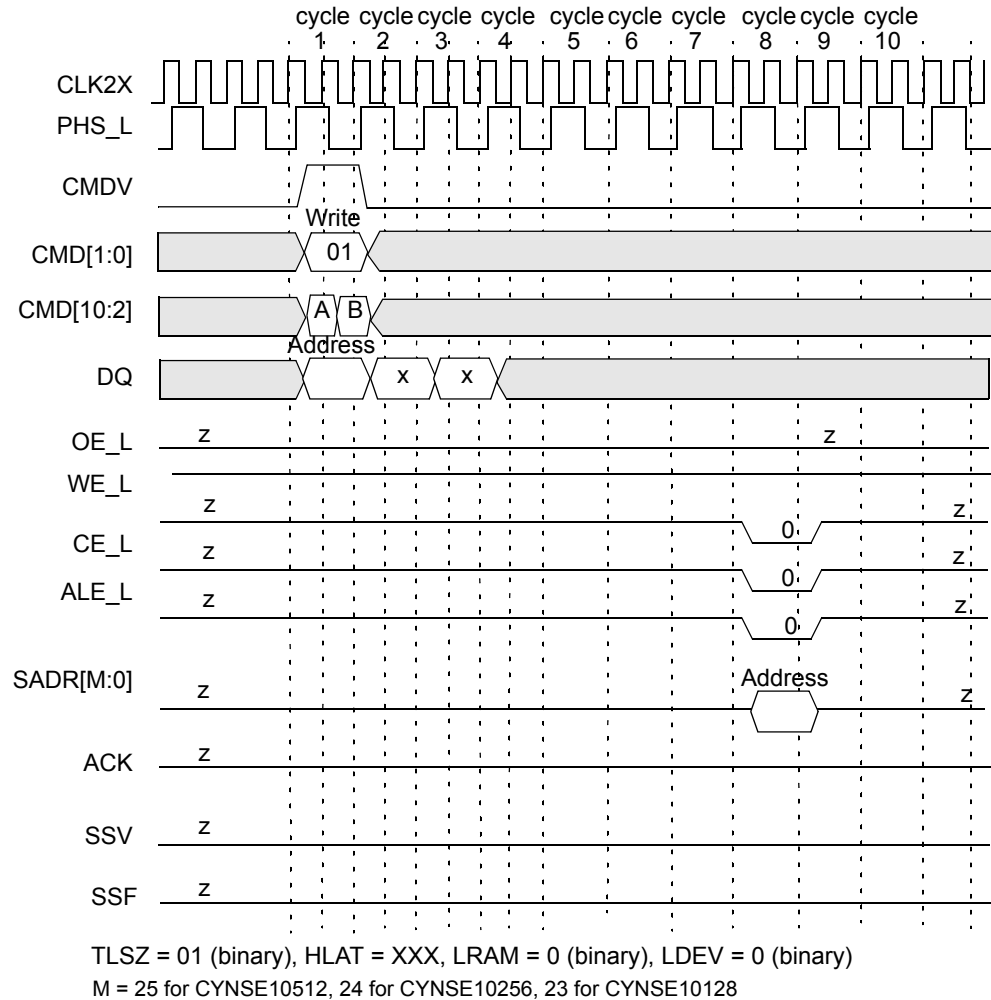 cycle cycle cycle cycle cycle cycle cycle cycle cycle cycle
1 2 3 4 5 6 7 8 9 10
CLK2X
PHS_L
CMDV
Write
CMD[1:0] 01
CMD[10:2] A B
Address
DQ x x
OE_L z z
WE_L
z z
0
CE_L
z z
0
ALE_L
z z
0
SADR[M:0] z Address z
ACK z
SSV z
SSF z
TLSZ = 01 (binary), HLAT = XXX, LRAM = 0 (binary), LDEV = 0 (binary)
M = 25 for CYNSE10512, 24 for CYNSE10256, 23 for CYNSE10128